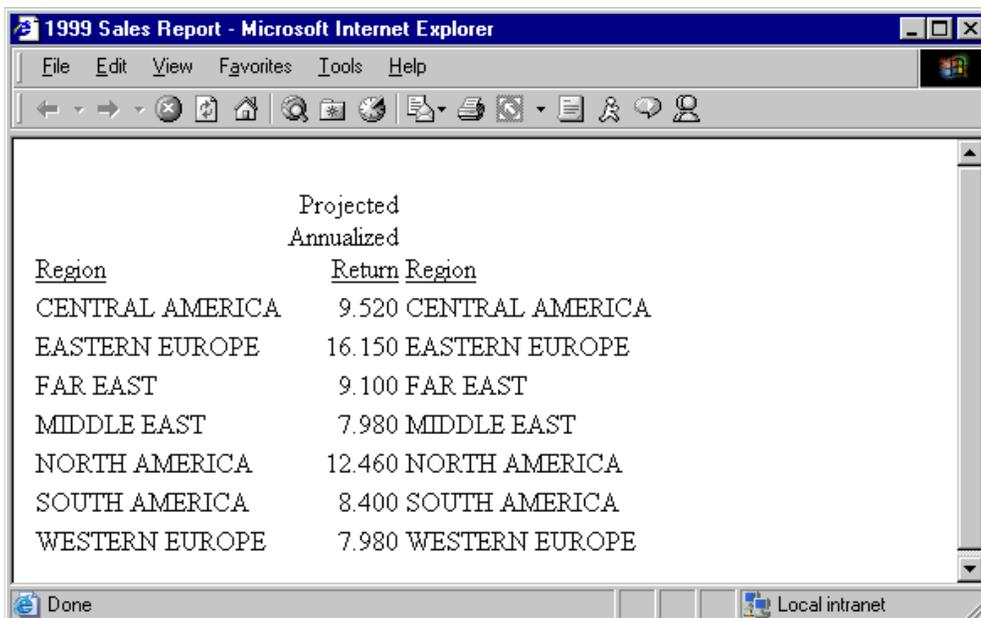 1999 Sales Report - Microsoft Internet Explorer
File Edit View Favorites Tools Help
Projected
Annualized
Region Return Region
CENTRAL AMERICA 9.520 CENTRAL AMERICA
EASTERN EUROPE 16.150 EASTERN EUROPE
FAR EAST 9.100 FAR EAST
MIDDLE EAST 7.980 MIDDLE EAST
NORTH AMERICA 12.460 NORTH AMERICA
SOUTH AMERICA 8.400 SOUTH AMERICA
WESTERN EUROPE 7.980 WESTERN EUROPE
Done Local intranet